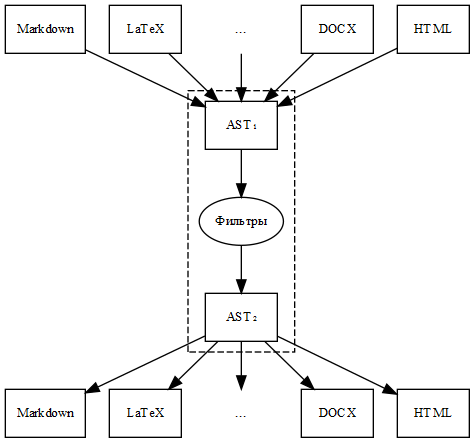 Markdown
LaTeX
...
DOCX
HTML
AST₁
Фильтры
AST₂
Markdown
LaTeX
...
DOCX
HTML